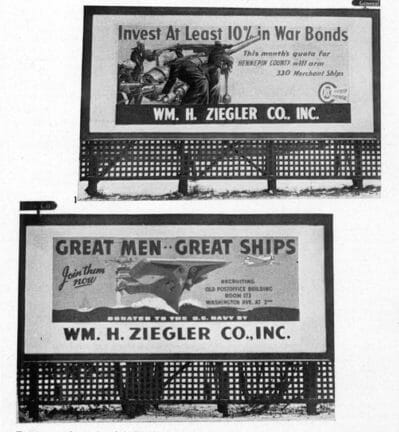 Invest At Least 10% in War Bonds
This month's quota for
HENNEPIN COUNTY will arm
330 Merchant Ships
WM. H. ZIEGLER CO., INC.
1
GREAT MEN·· GREAT SHIPS
Join them
now
RECRUITING
OLD POSTOFFICE BUILDING
ROOM 173
WASHINGTON AVE. AT 2ND
DONATED TO THE U.S. NAVY BY
WM. H. ZIEGLER CO., INC.